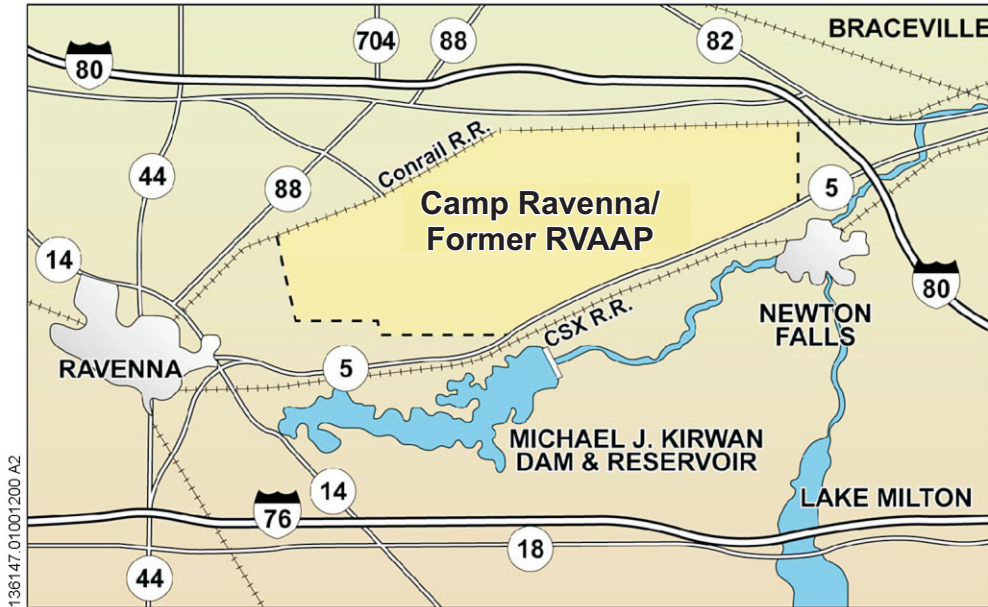 BRACEVILLE
704
88
82
80
Conrail R.R.
44
88
5
Camp Ravenna/
Former RVAAP
14
80
NEWTON
FALLS
CSX R.R.
RAVENNA
5
MICHAEL J. KIRWAN
DAM & RESERVOIR
14
LAKE MILTON
76
18
44
136147.01001200 A2